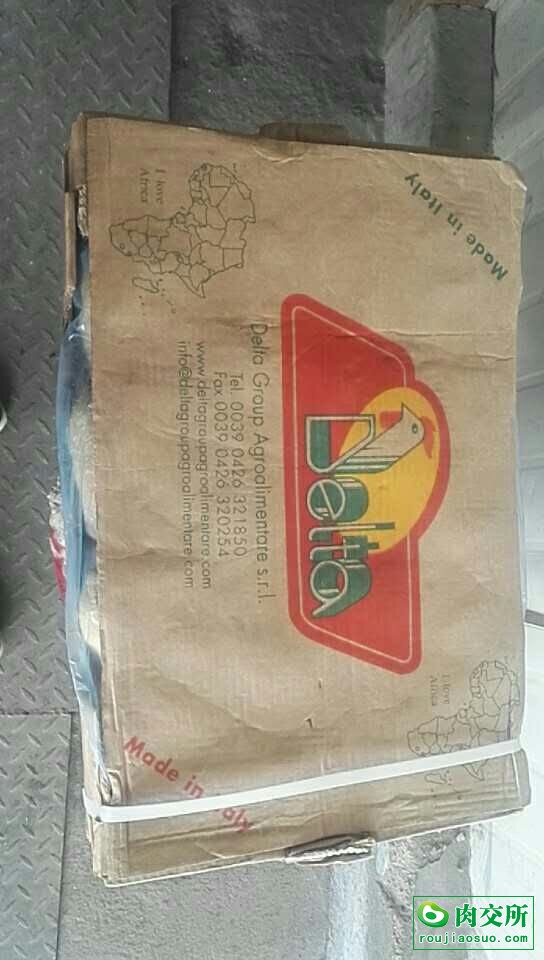 I love
Africa
Made in Italy
Delta
Delta Group Agroalimentare s.r.l.
Tel. 0039 0426 321850
Fax 0039 0426 320254
www.deltagroupagroalimentare.com
info@deltagroupagroalimentare.com
I love
Africa
Made in Italy
肉交所
roujiaosuo.com